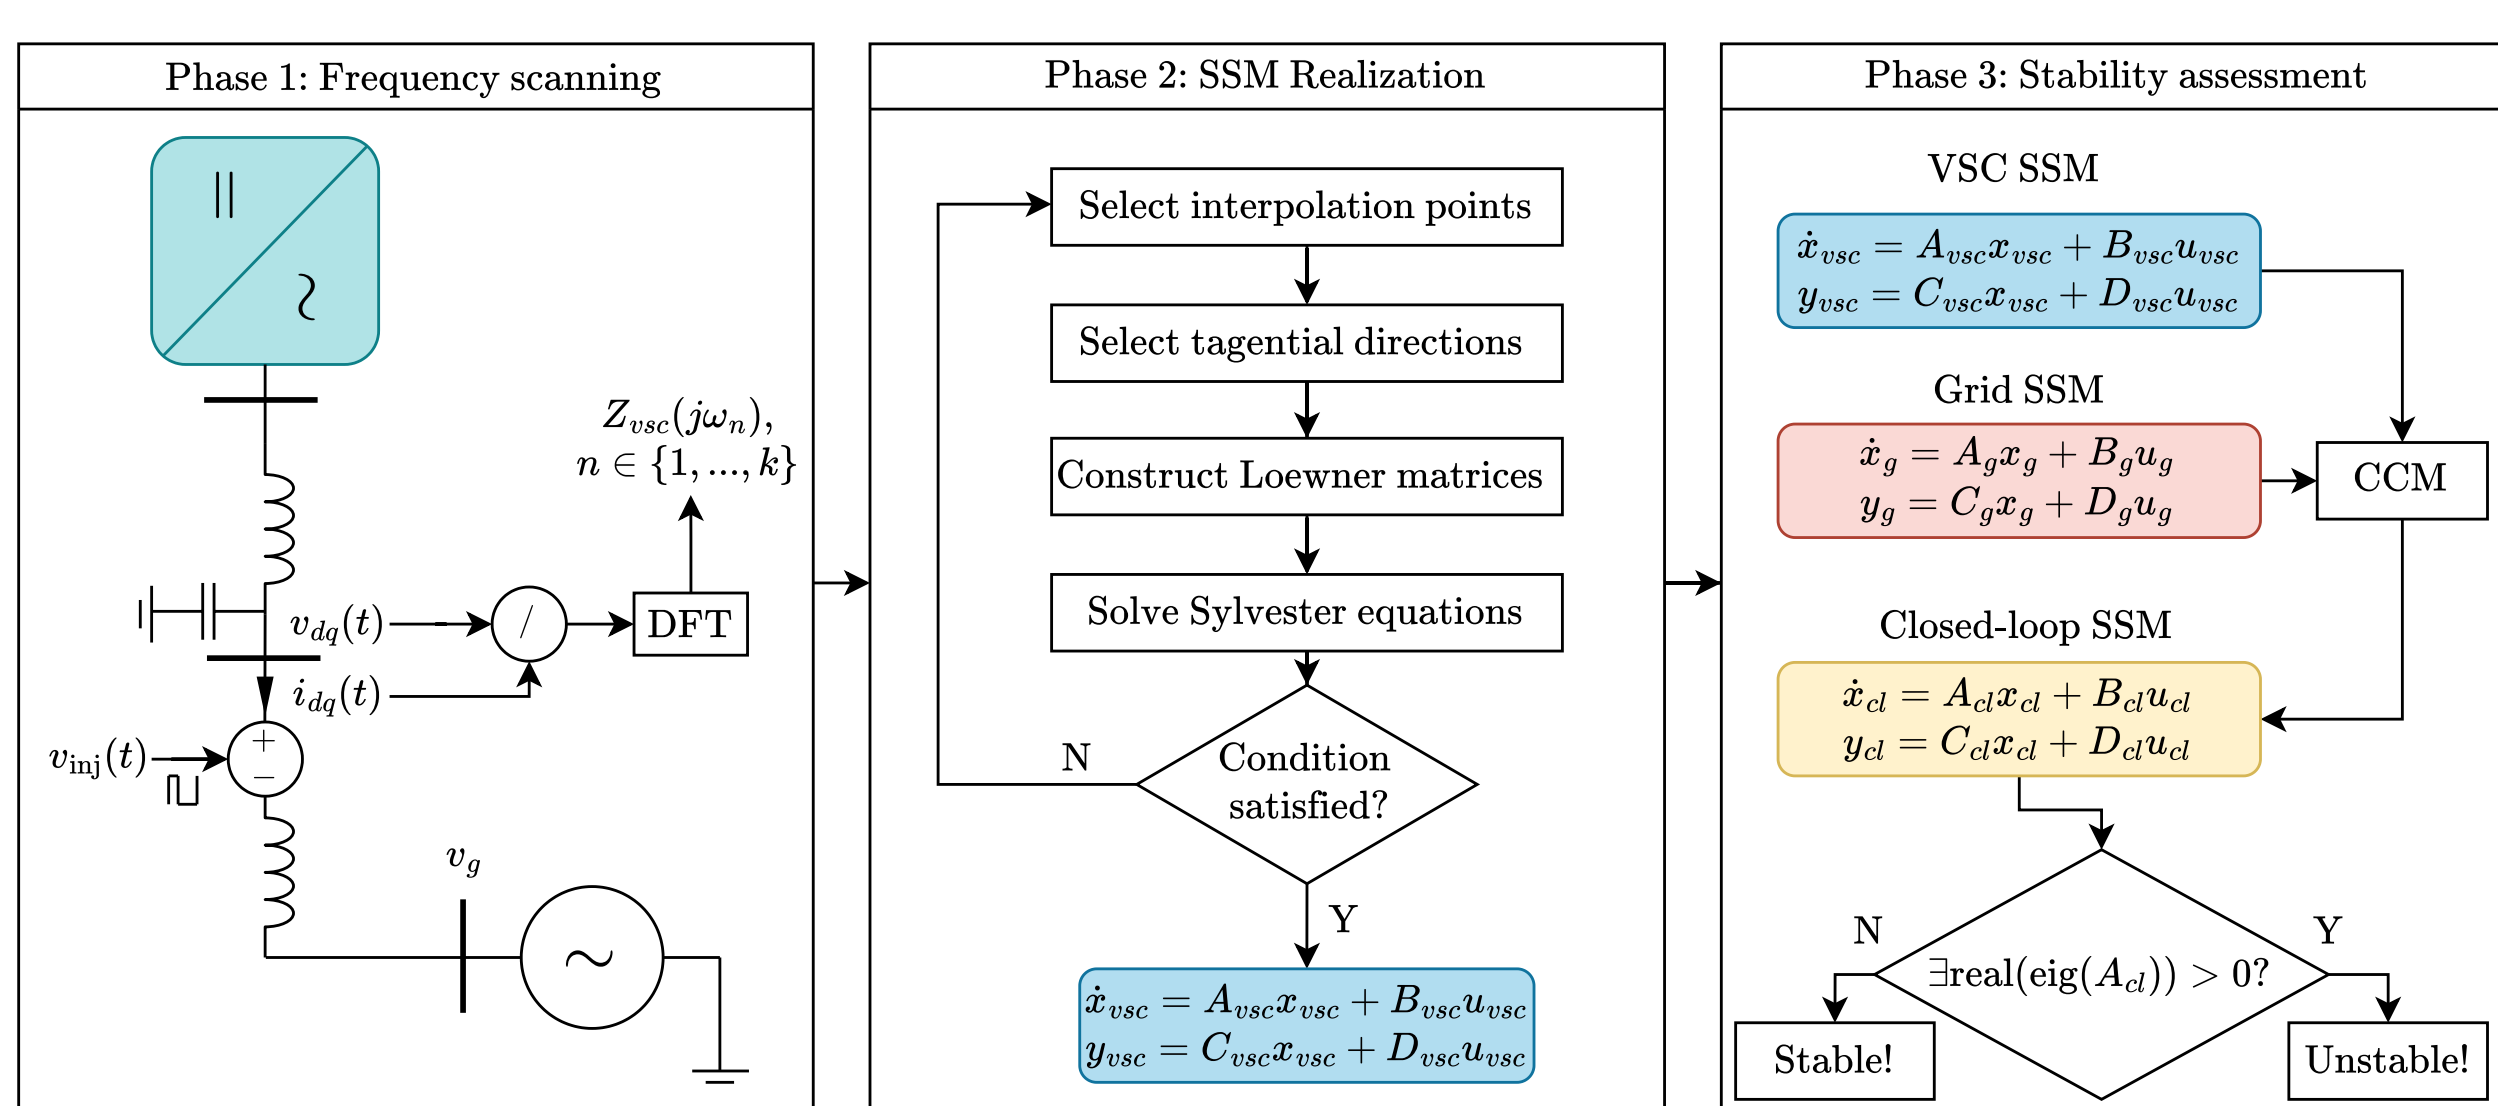 Phase 1: Frequency scanning
Z_vsc(jω_n),
n ∈ {1, ..., k}
v_dq(t)
/
DFT
i_dq(t)
v_inj(t)
+
−
v_g
∼
Phase 2: SSM Realization
Select interpolation points
Select tagential directions
Construct Loewner matrices
Solve Sylvester equations
Condition
satisfied?
N
Y
ẋ_vsc = A_vsc x_vsc + B_vsc u_vsc
y_vsc = C_vsc x_vsc + D_vsc u_vsc
Phase 3: Stability assessment
VSC SSM
ẋ_vsc = A_vsc x_vsc + B_vsc u_vsc
y_vsc = C_vsc x_vsc + D_vsc u_vsc
Grid SSM
ẋ_g = A_g x_g + B_g u_g
y_g = C_g x_g + D_g u_g
CCM
Closed-loop SSM
ẋ_cl = A_cl x_cl + B_cl u_cl
y_cl = C_cl x_cl + D_cl u_cl
N
Y
∃real(eig(A_cl)) > 0?
Stable!
Unstable!